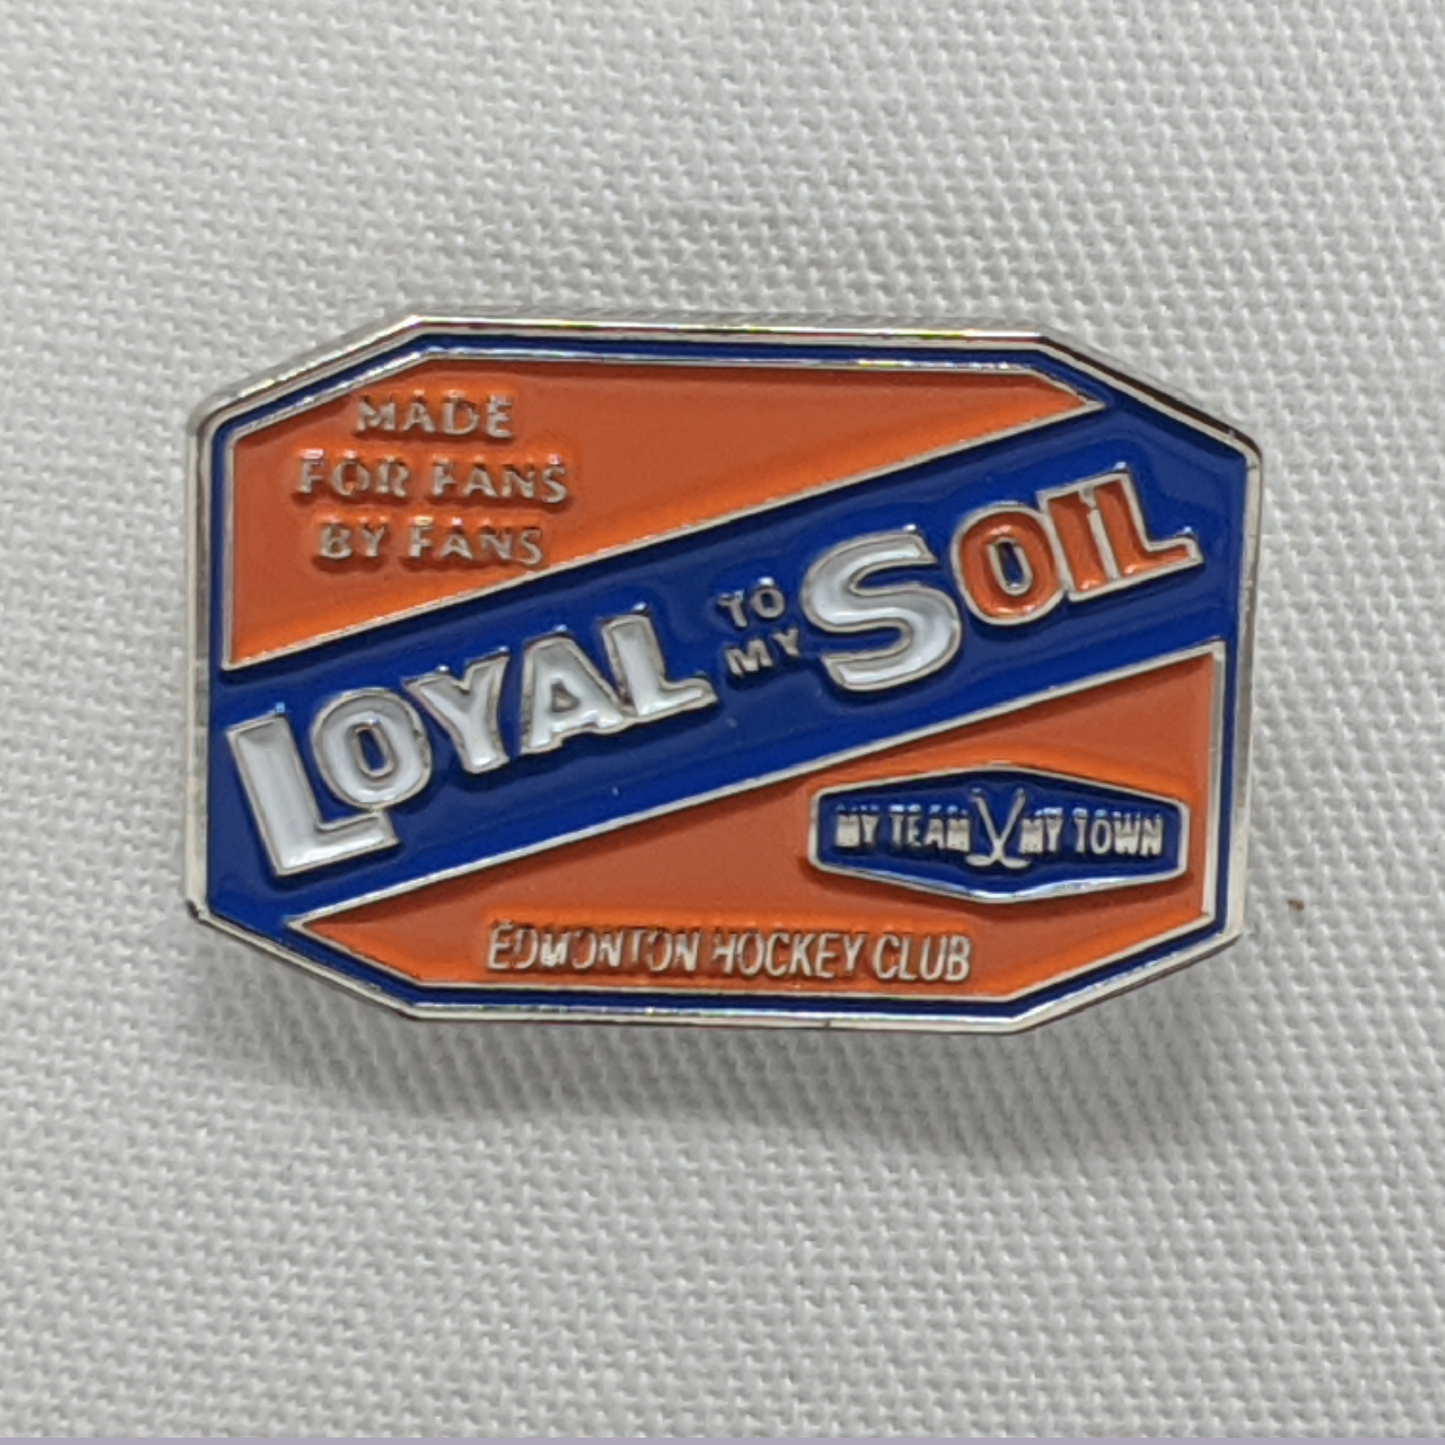 MADE
FOR FANS
BY FANS
LOYAL TO MY SOIL
MY TEAM MY TOWN
EDMONTON HOCKEY CLUB